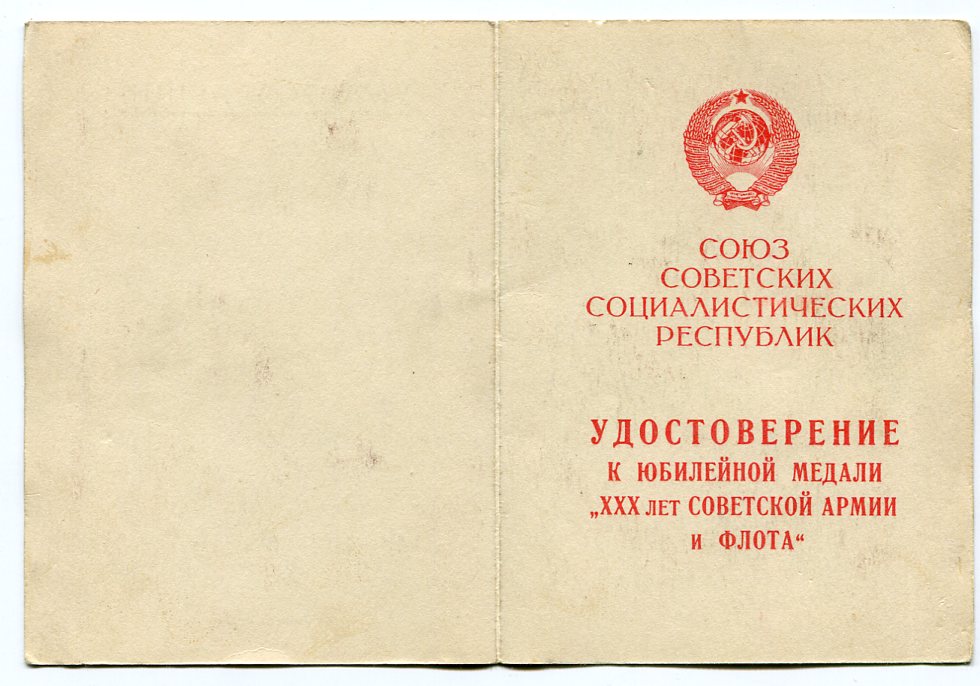 СОЮЗ
СОВЕТСКИХ
СОЦИАЛИСТИЧЕСКИХ
РЕСПУБЛИК
УДОСТОВЕРЕНИЕ
К ЮБИЛЕЙНОЙ МЕДАЛИ
„XXX лет СОВЕТСКОЙ АРМИИ
и ФЛОТА“